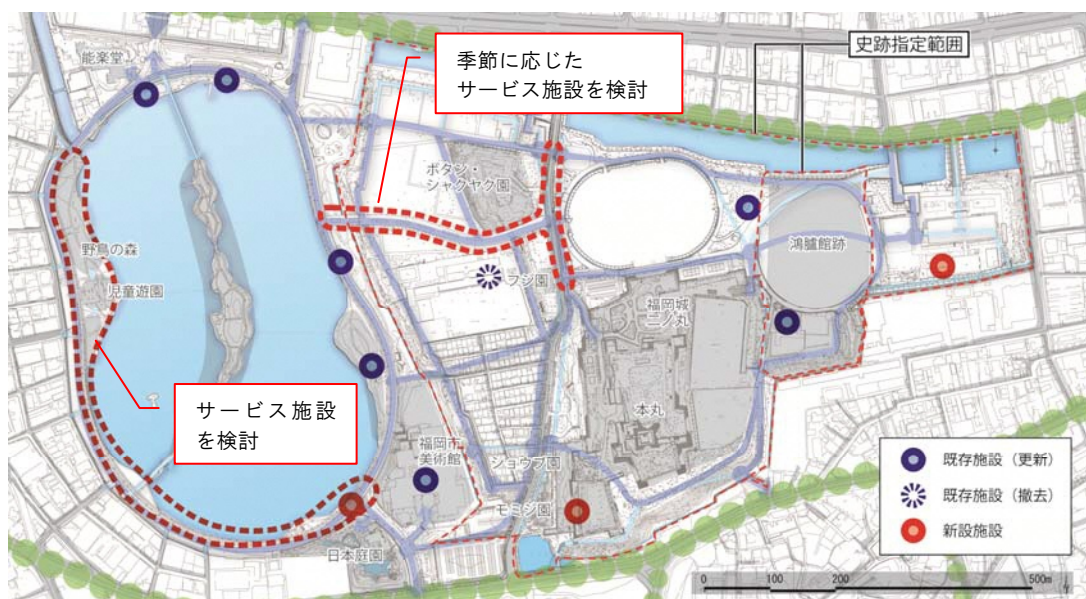 能楽堂
季節に応じた
サービス施設を検討
史跡指定範囲
ボタン・
シャクヤク園
野鳥の森
児童遊園
フジ園
鴻臚館跡
福岡城
二ノ丸
サービス施設
を検討
本丸
福岡市
美術館
ショウブ園
モミジ園
日本庭園
既存施設（更新）
既存施設（撤去）
新設施設
0 100 200 500m